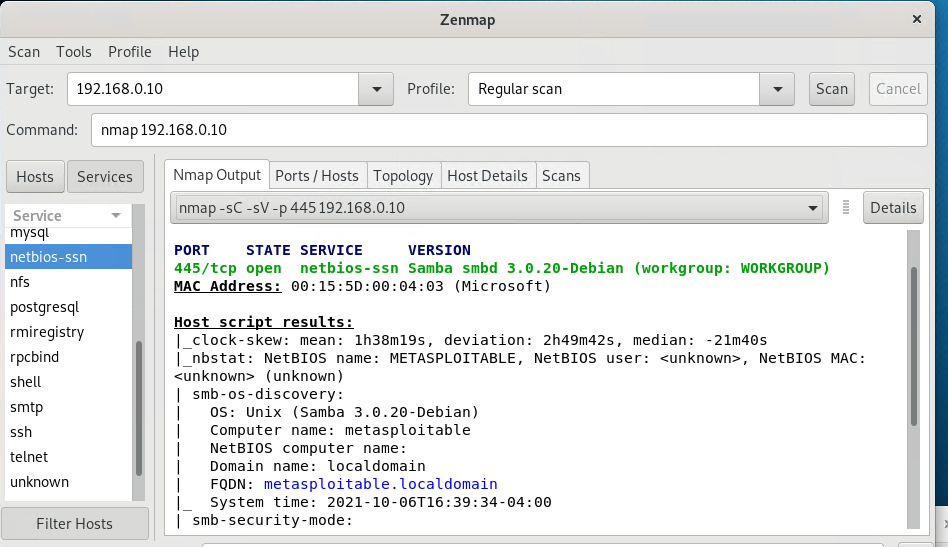 Zenmap
Scan Tools Profile Help
Target: 192.168.0.10 Profile: Regular scan Scan Cancel
Command: nmap 192.168.0.10
Hosts Services
Service
mysql
netbios-ssn
nfs
postgresql
rmiregistry
rpcbind
shell
smtp
ssh
telnet
unknown
Filter Hosts
Nmap Output Ports / Hosts Topology Host Details Scans
nmap -sC -sV -p 445 192.168.0.10 Details
PORT STATE SERVICE VERSION
445/tcp open netbios-ssn Samba smbd 3.0.20-Debian (workgroup: WORKGROUP)
MAC Address: 00:15:5D:00:04:03 (Microsoft)
Host script results:
|_clock-skew: mean: 1h38m19s, deviation: 2h49m42s, median: -21m40s
|_nbstat: NetBIOS name: METASPLOITABLE, NetBIOS user: <unknown>, NetBIOS MAC:
<unknown> (unknown)
| smb-os-discovery:
|   OS: Unix (Samba 3.0.20-Debian)
|   Computer name: metasploitable
|   NetBIOS computer name:
|   Domain name: localdomain
|   FQDN: metasploitable.localdomain
|_  System time: 2021-10-06T16:39:34-04:00
| smb-security-mode: